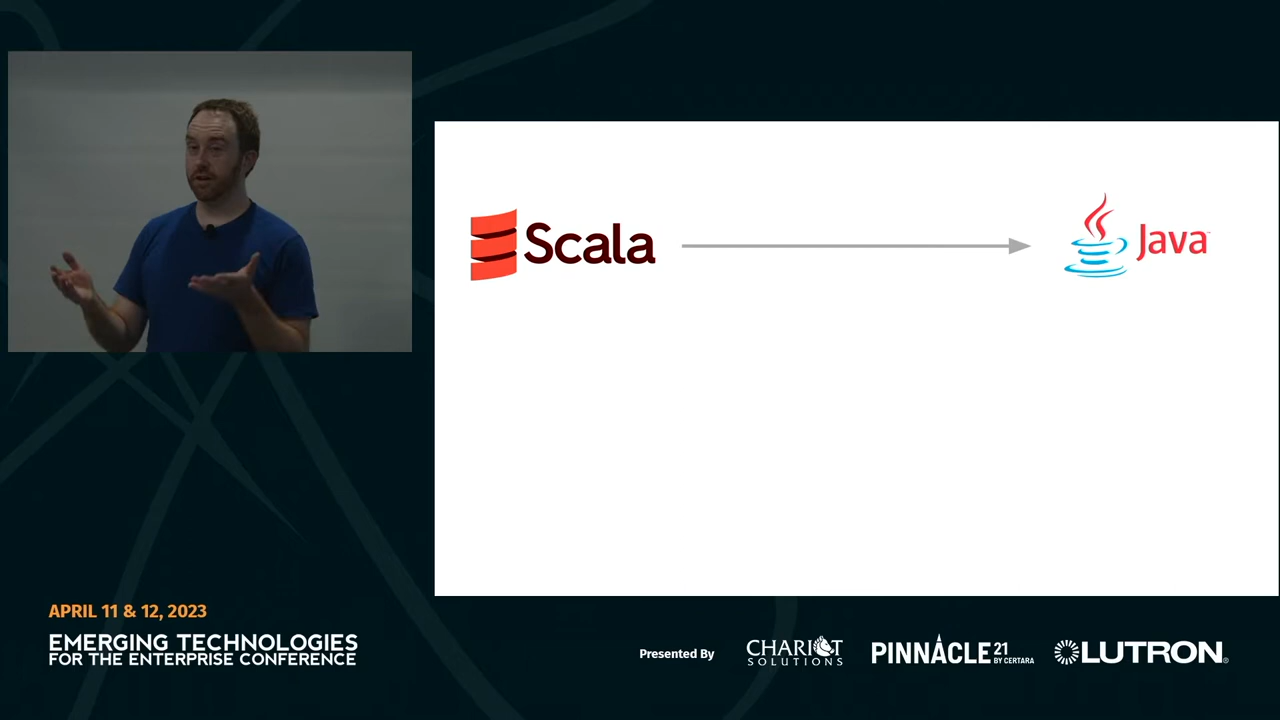 Scala
Java
APRIL 11 & 12, 2023
EMERGING TECHNOLOGIES
FOR THE ENTERPRISE CONFERENCE
Presented By
CHARIOT
SOLUTIONS
PINNACLE 21
BY CERTARA
LUTRON®